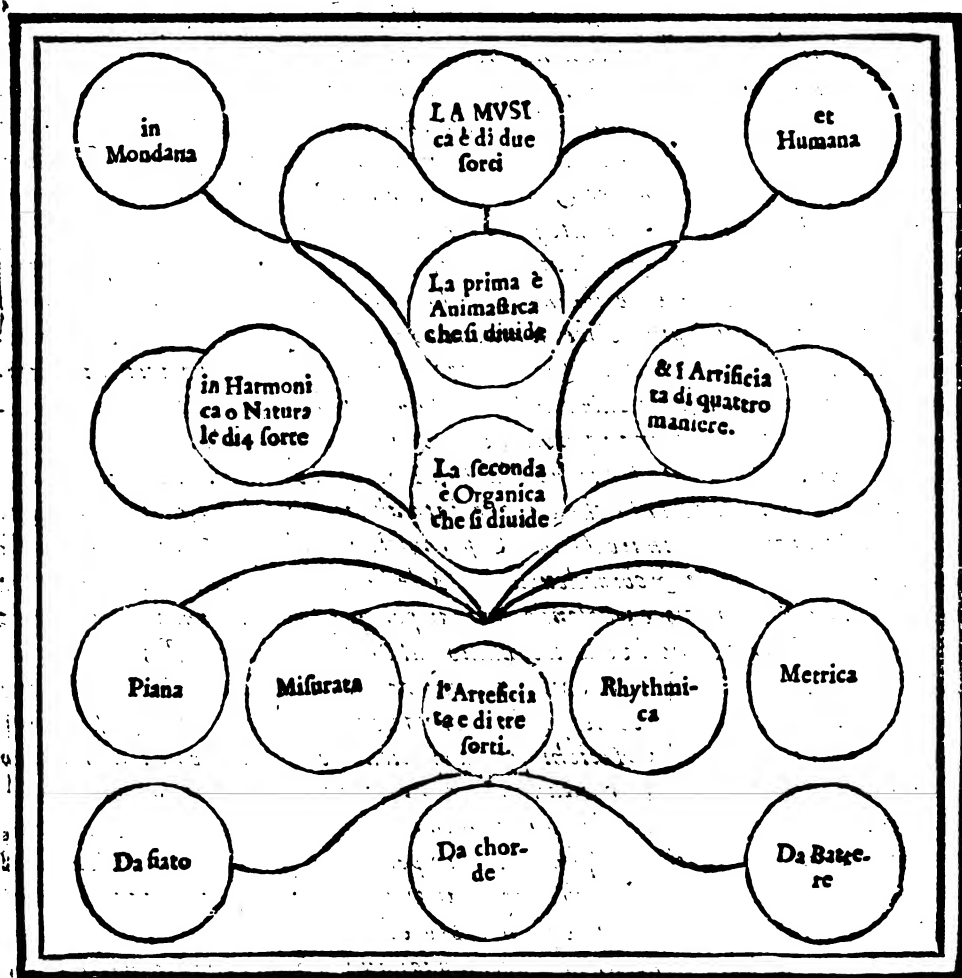 in
Mondana
LA MVSI
ca è di due
ſorti
et
Humana
La prima è
Animaſtica
che ſi diuide
in Harmoni
ca o Natura
le di 4 ſorte
& ĩ Artificia
ta di quattro
maniere.
La ſeconda
è Organica
che ſi diuide
Piana
Miſurata
l'Arteficia
ta e di tre
ſorti.
Rhythmi-
ca
Metrica
Da fiato
Da chor-
de
Da Batte-
re